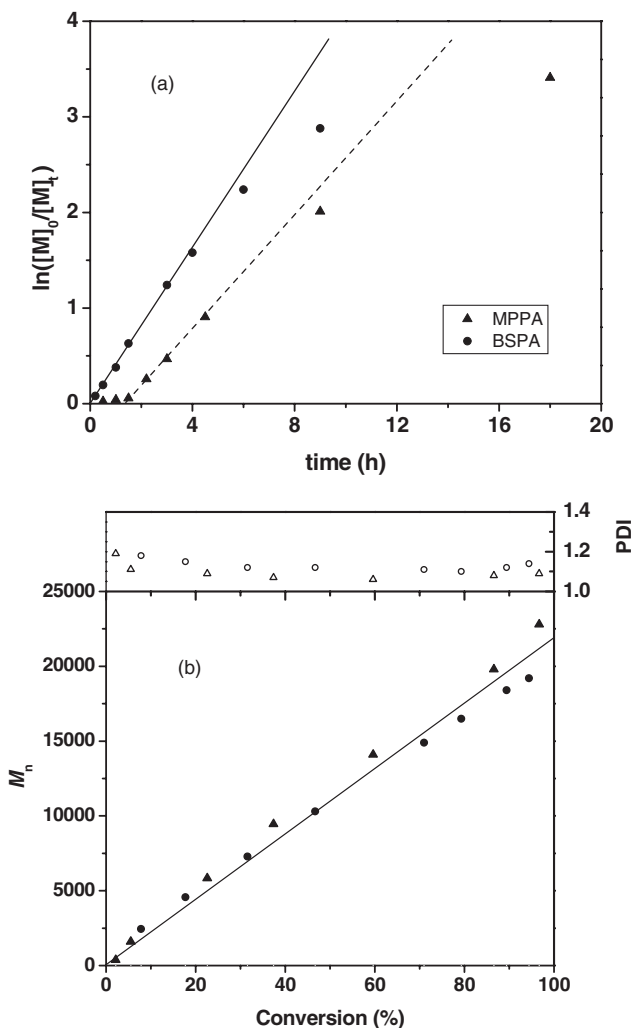 4
(a)
3
ln([M]₀/[M]ₜ)
2
1
MPPA
BSPA
0
0 4 8 12 16 20
time (h)
1.4
PDI
1.2
1.0
25000
20000
(b)
15000
Mₙ
10000
5000
0
0 20 40 60 80 100
Conversion (%)